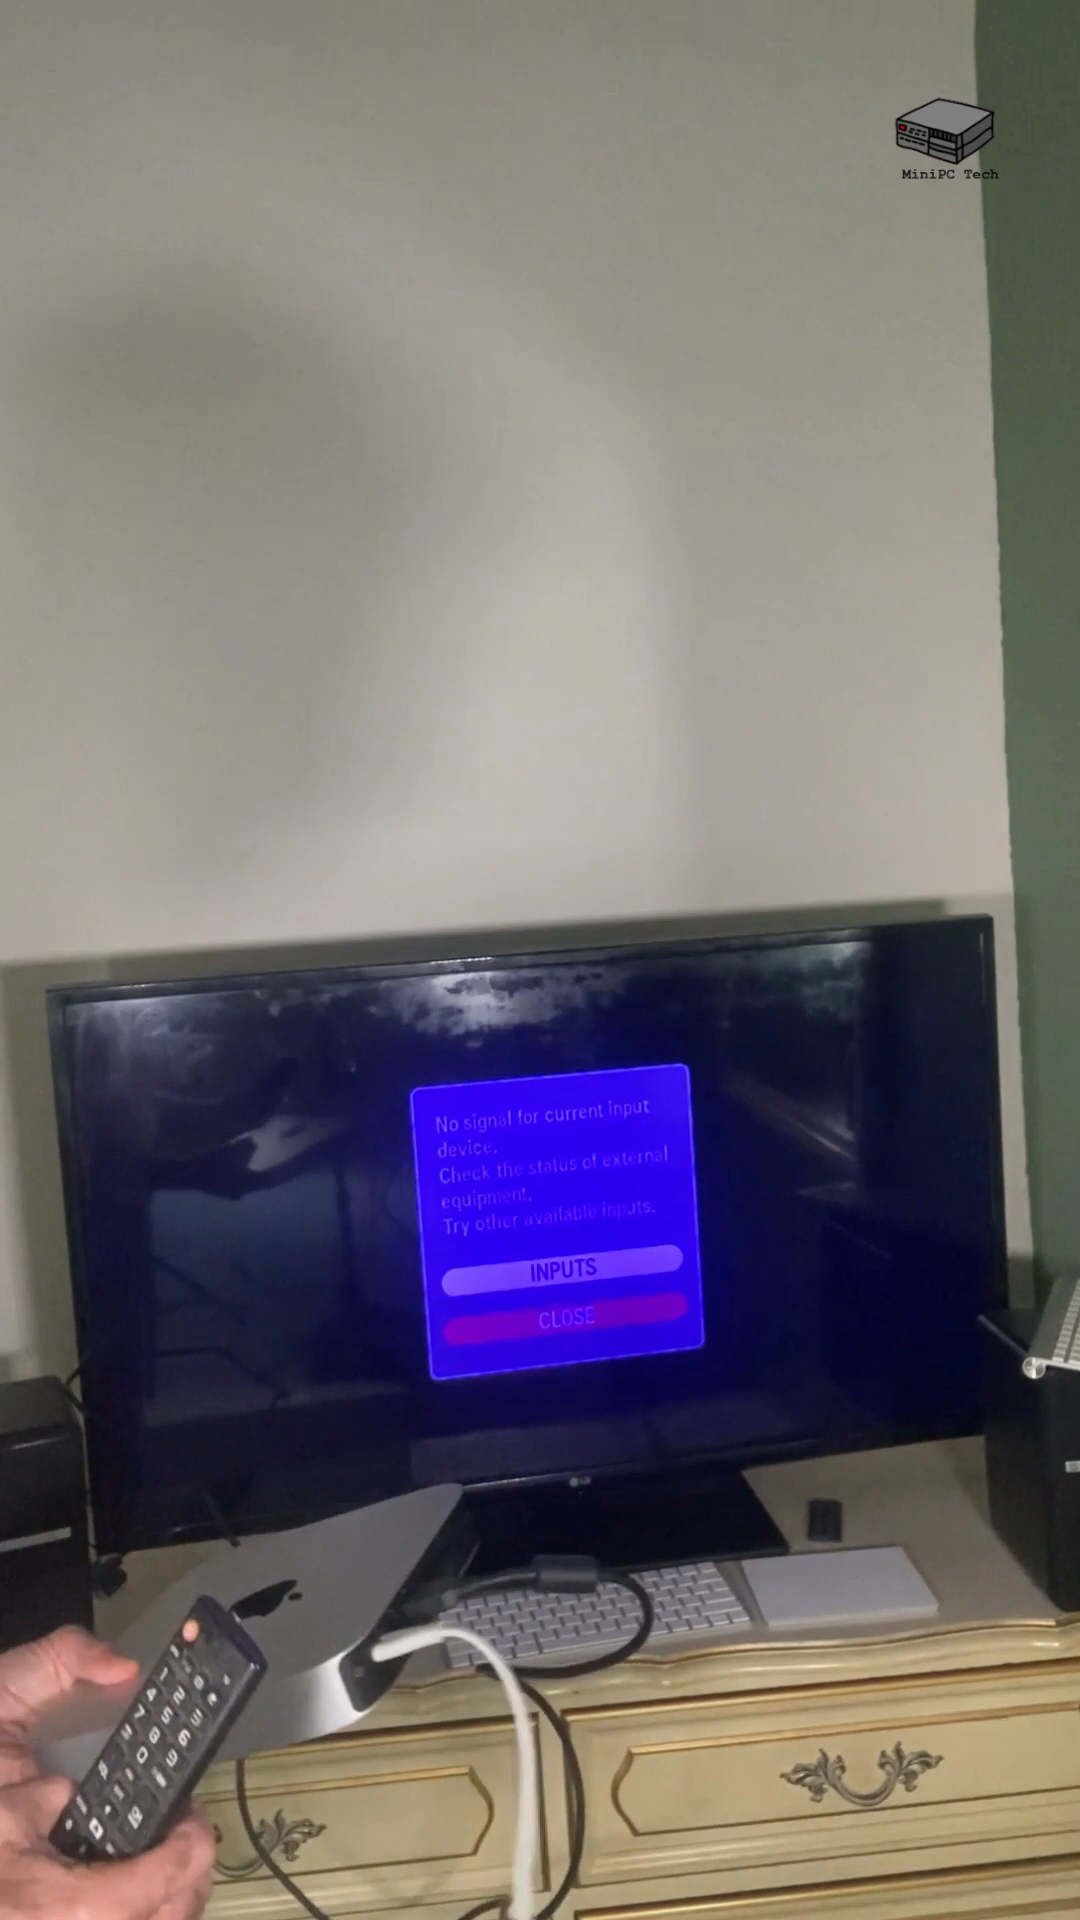 MiniPC Tech
No signal for current input
device.
Check the status of external
equipment.
Try other available inputs.
INPUTS
CLOSE
LG